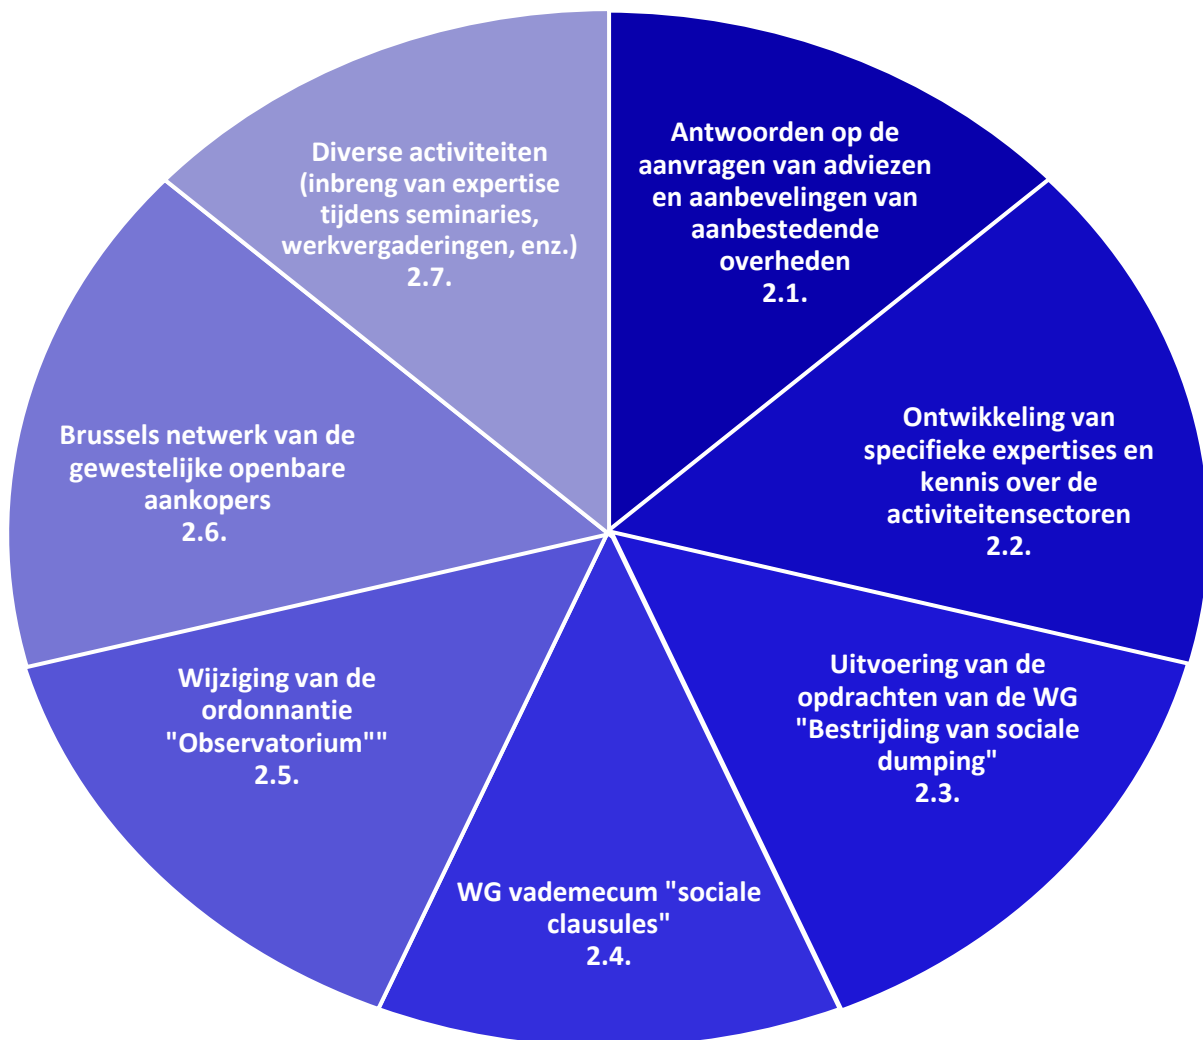 Antwoorden op de
aanvragen van adviezen
en aanbevelingen van
aanbestedende
overheden
2.1.
Ontwikkeling van
specifieke expertises en
kennis over de
activiteitensectoren
2.2.
Uitvoering van de
opdrachten van de WG
"Bestrijding van sociale
dumping"
2.3.
WG vademecum "sociale
clausules"
2.4.
Wijziging van de
ordonnantie
"Observatorium""
2.5.
Brussels netwerk van de
gewestelijke openbare
aankopers
2.6.
Diverse activiteiten
(inbreng van expertise
tijdens seminaries,
werkvergaderingen, enz.)
2.7.